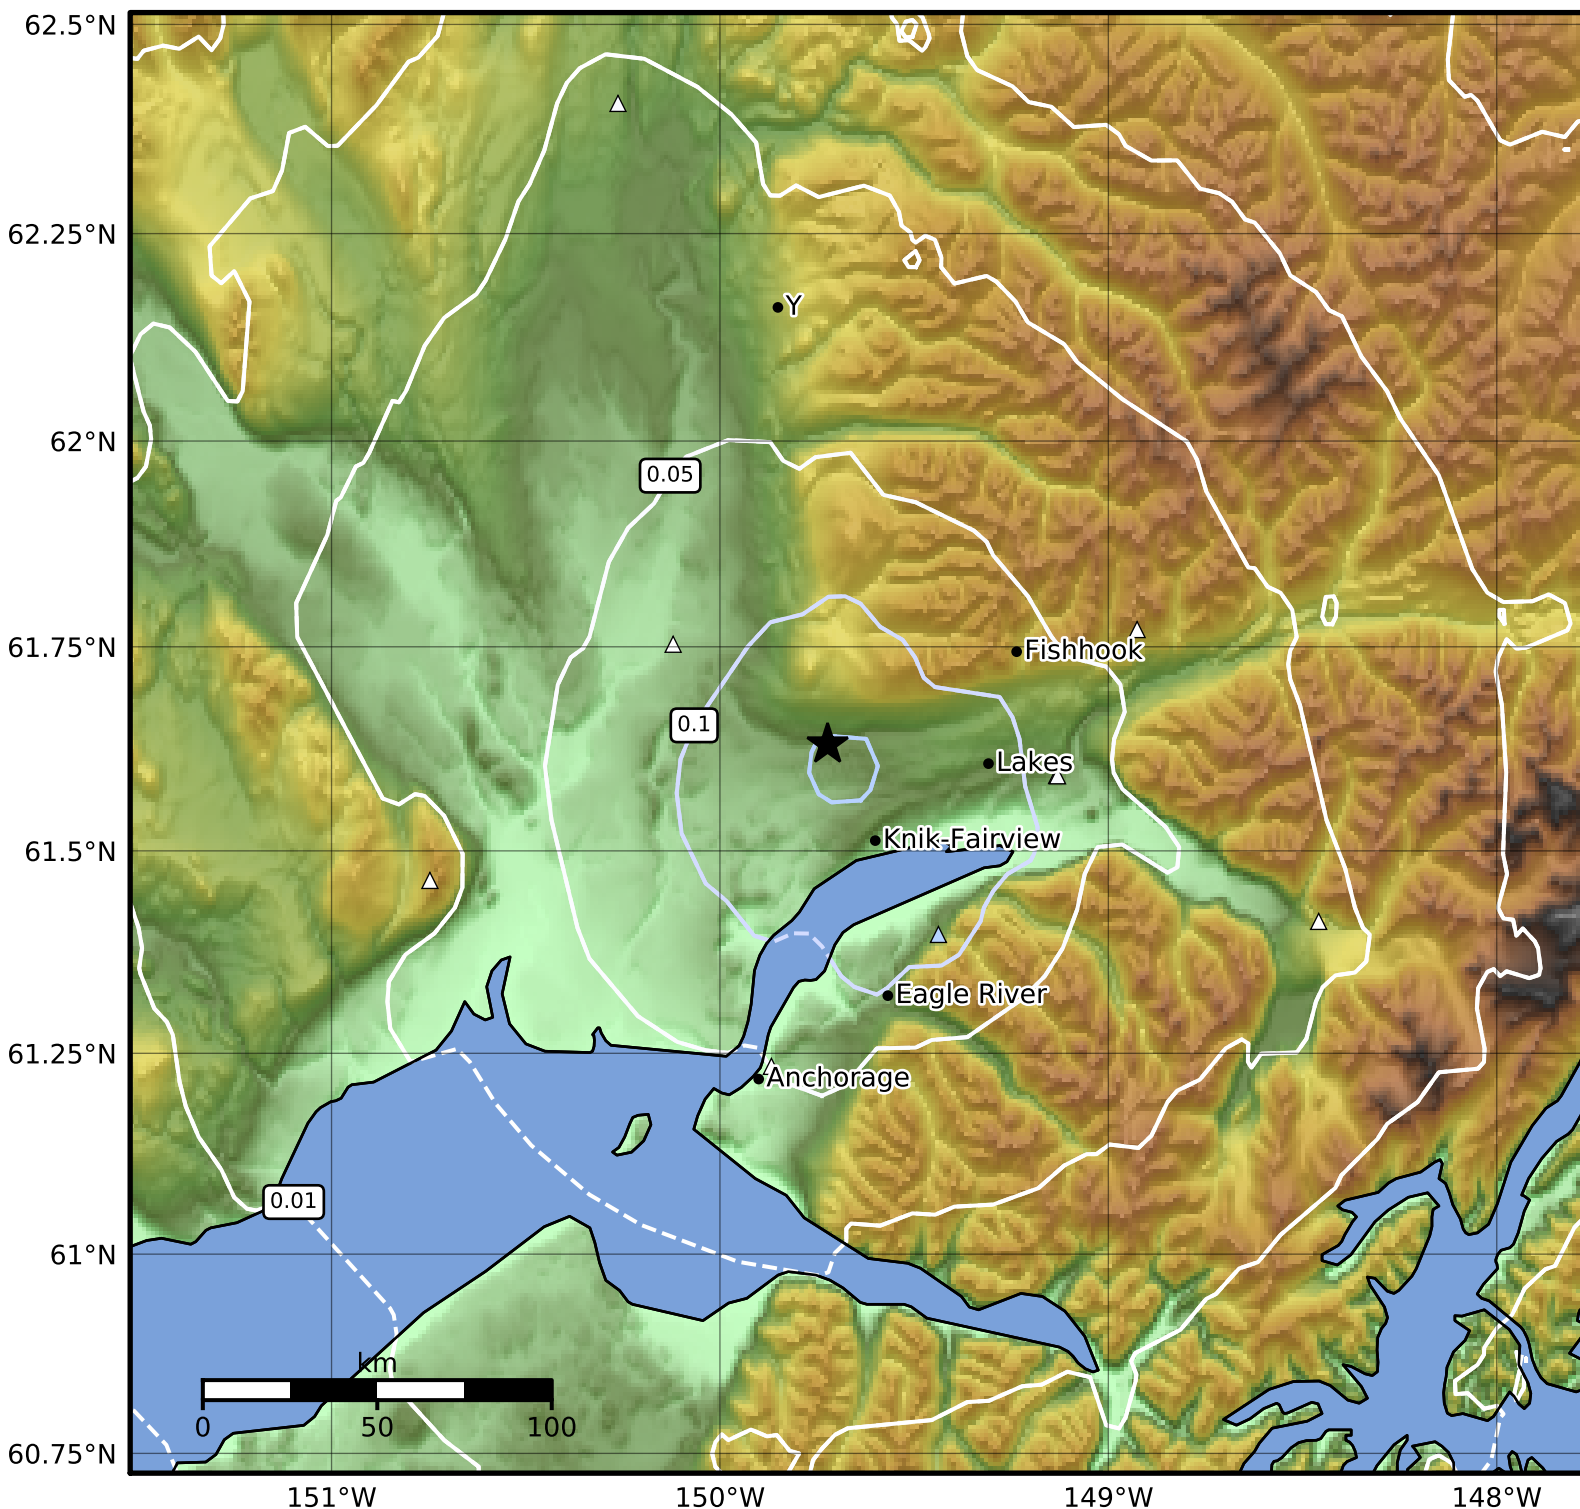 62.5°N
62.25°N
Y
62°N
0.05
61.75°N
Fishhook
0.1
Lakes
61.5°N
Knik-Fairview
Eagle River
61.25°N
Anchorage
0.01
61°N
km
0 50 100
60.75°N
151°W 150°W 149°W 148°W